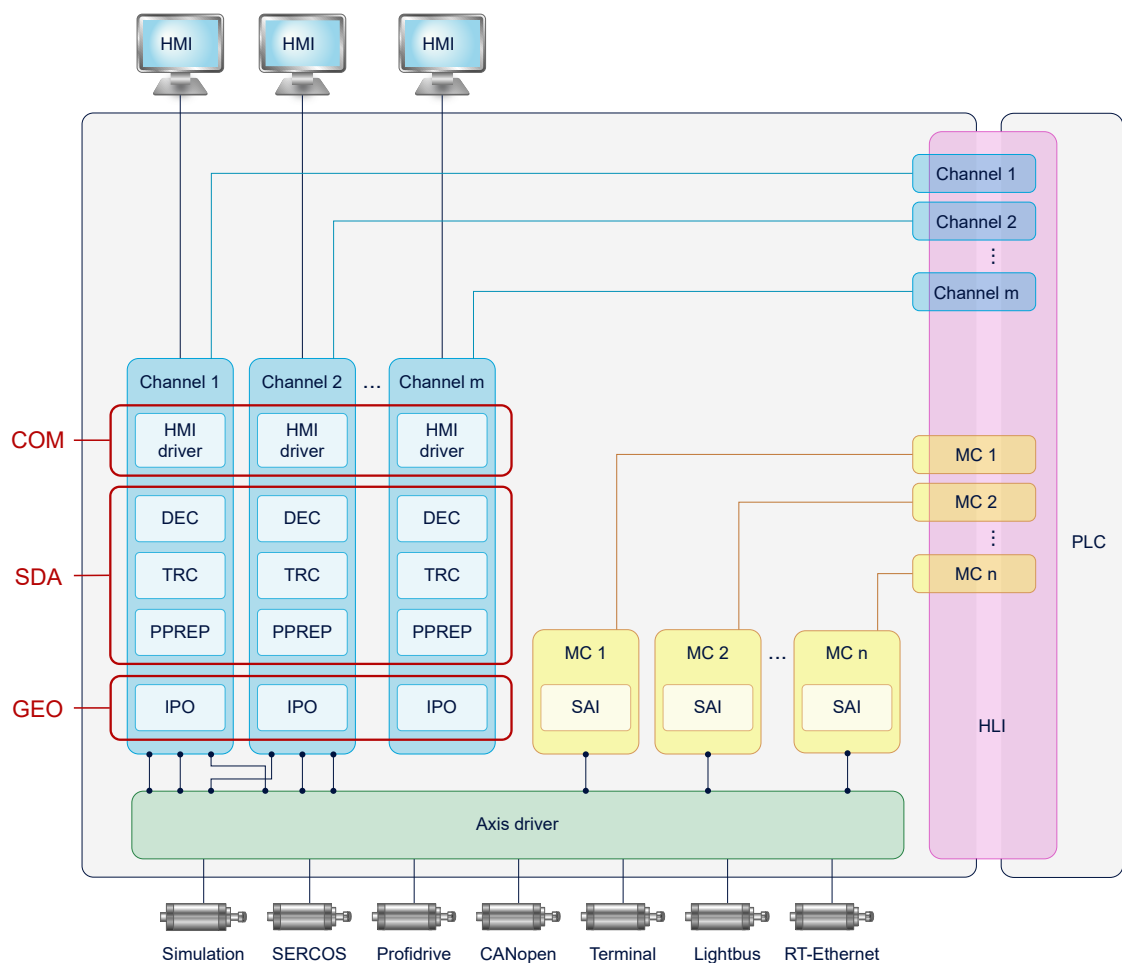 HMI
HMI
HMI
Channel 1
Channel 2
⋮
Channel m
Channel 1
Channel 2
...
Channel m
COM
HMI
driver
HMI
driver
HMI
driver
MC 1
MC 2
⋮
MC n
PLC
SDA
DEC
DEC
DEC
TRC
TRC
TRC
PPREP
PPREP
PPREP
MC 1
MC 2
...
MC n
GEO
IPO
IPO
IPO
SAI
SAI
SAI
HLI
Axis driver
Simulation
SERCOS
Profidrive
CANopen
Terminal
Lightbus
RT-Ethernet